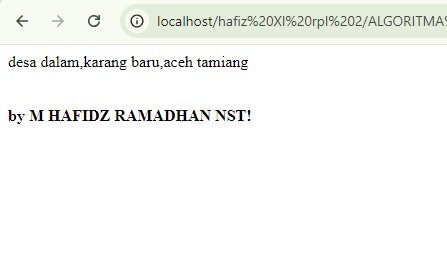 localhost/hafiz%20XI%20rpl%202/ALGORITMA%
desa dalam,karang baru,aceh tamiang
by M HAFIDZ RAMADHAN NST!